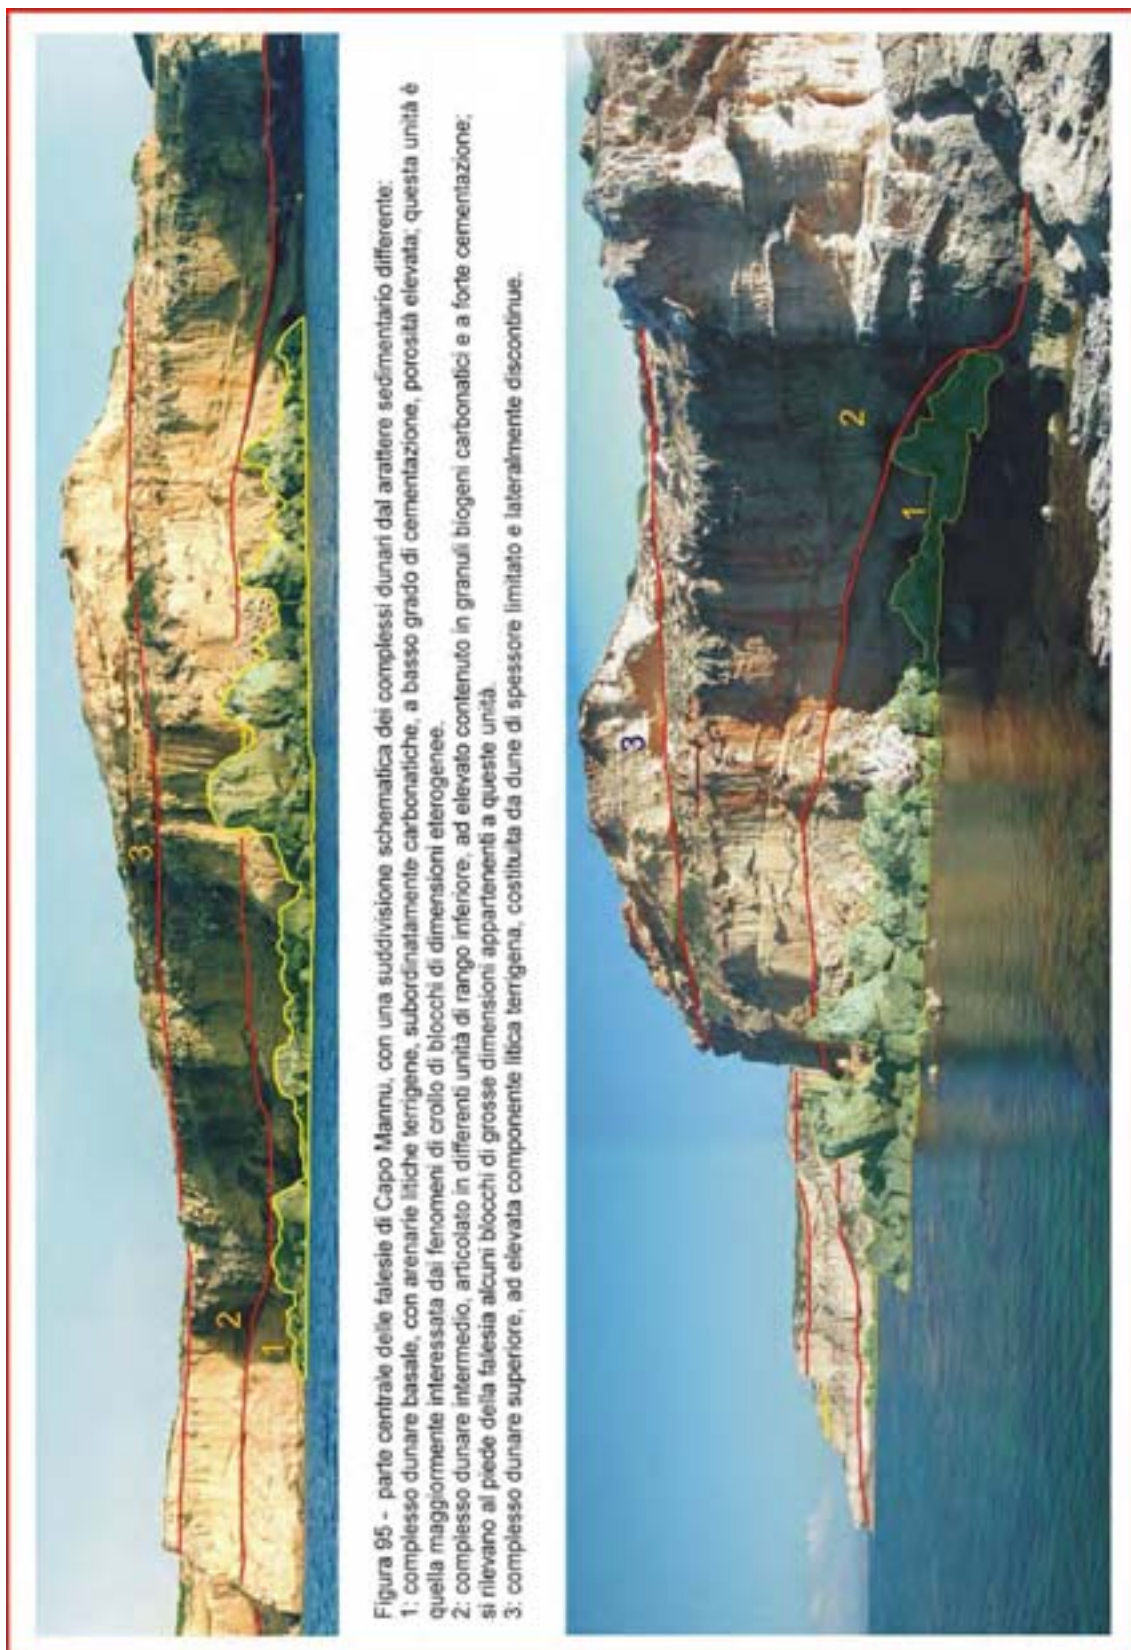 3
2
1
Figura 95 - parte centrale delle falesie di Capo Mannu, con una suddivisione schematica dei complessi dunari dal arattere sedimentario differente:
1: complesso dunare basale, con arenarie litiche terrigene, subordinatamente carbonatiche, a basso grado di cementazione, porosità elevata; questa unità è
quella maggiormente interessata dai fenomeni di crollo di blocchi di dimensioni eterogenee.
2: complesso dunare intermedio, articolato in differenti unità di rango inferiore, ad elevato contenuto in granuli biogeni carbonatici e a forte cementazione;
si rilevano al piede della falesia alcuni blocchi di grosse dimensioni appartenenti a queste unità.
3: complesso dunare superiore, ad elevata componente litica terrigena, costituita da dune di spessore limitato e lateralmente discontinue.
3
2
1